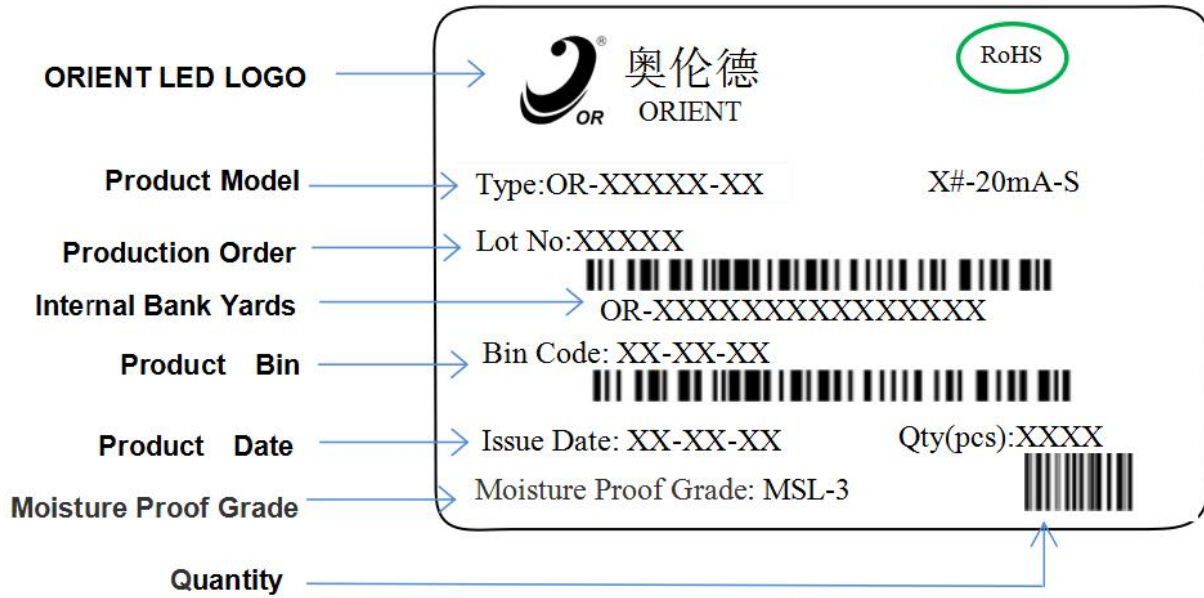 ORIENT LED LOGO
®
奥伦德
OR
ORIENT
RoHS
Product Model
Type:OR-XXXXX-XX
X#-20mA-S
Production Order
Lot No:XXXXX
Internal Bank Yards
OR-XXXXXXXXXXXXXXX
Product Bin
Bin Code: XX-XX-XX
Product Date
Issue Date: XX-XX-XX
Qty(pcs):XXXX
Moisture Proof Grade
Moisture Proof Grade: MSL-3
Quantity